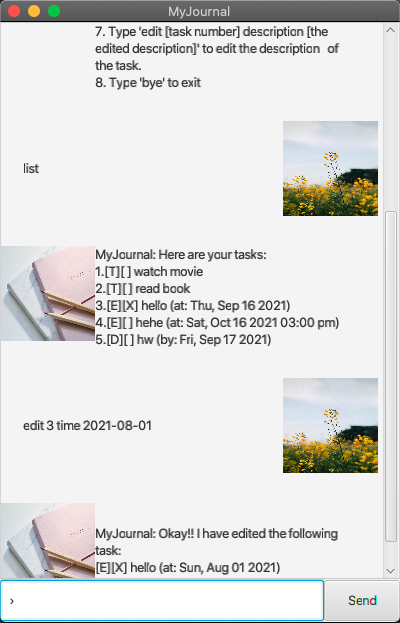 MyJournal
7. Type 'edit [task number] description [the
edited description]' to edit the description of
the task.
8. Type 'bye' to exit
list
MyJournal: Here are your tasks:
1.[T][ ] watch movie
2.[T][ ] read book
3.[E][X] hello (at: Thu, Sep 16 2021)
4.[E][ ] hehe (at: Sat, Oct 16 2021 03:00 pm)
5.[D][ ] hw (by: Fri, Sep 17 2021)
edit 3 time 2021-08-01
MyJournal: Okay!! I have edited the following
task:
[E][X] hello (at: Sun, Aug 01 2021)
›
Send